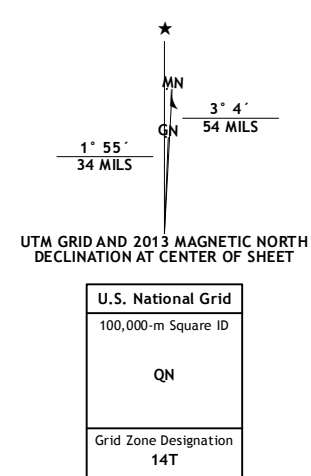 ★
MN
3° 4´
54 MILS
GN
1° 55´
34 MILS
UTM GRID AND 2013 MAGNETIC NORTH
DECLINATION AT CENTER OF SHEET
U.S. National Grid
100,000-m Square ID
QN
Grid Zone Designation
14T